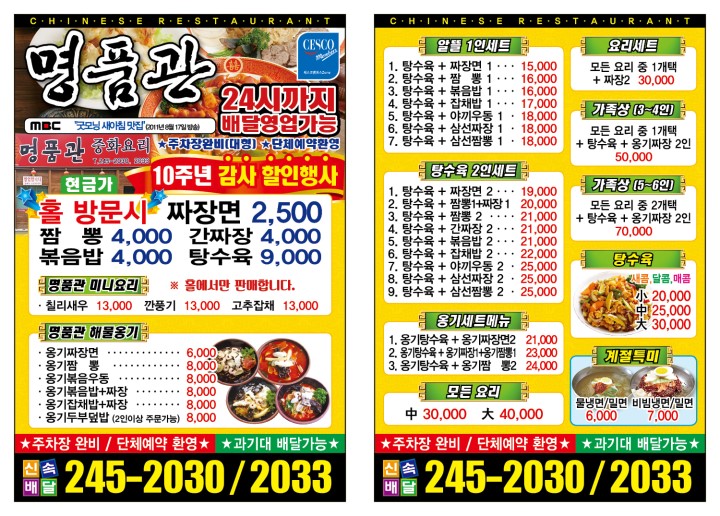 CHINESE RESTAURANT
명품관
CESCO
Members
24시까지
배달영업가능
MBC '굿모닝 새아침 맛집' (2011년 8월 17일 방송)
명품관 중화요리
T.245-2030, 2033
★주차장완비(대형) ★단체예약환영
현금가
10주년 감사 할인행사
홀 방문시 짜장면 2,500
짬 뽕 4,000 간짜장 4,000
볶음밥 4,000 탕수육 9,000
명품관 미니요리 ※ 홀에서만 판매합니다.
· 칠리새우 13,000 깐풍기 13,000 고추잡채 13,000
명품관 해물옹기
· 옹기짜장면 ·············· 6,000
· 옹기짬 뽕 ·············· 8,000
· 옹기볶음우동 ············ 8,000
· 옹기볶음밥+짜장 ········ 8,000
· 옹기잡채밥+짜장 ········ 8,000
· 옹기두부덮밥 (2인이상 주문가능) 8,000
★주차장 완비 / 단체예약 환영★ ★과기대 배달가능★
신속
배달
245-2030 / 2033
CHINESE RESTAURANT
알뜰 1인세트
1. 탕수육 + 짜장면 1 ··· 15,000
2. 탕수육 + 짬 뽕 1 ··· 16,000
3. 탕수육 + 볶음밥 1 ··· 16,000
4. 탕수육 + 잡채밥 1 ··· 17,000
5. 탕수육 + 야끼우동 1 ·· 18,000
6. 탕수육 + 삼선짜장 1 ·· 18,000
7. 탕수육 + 삼선짬뽕 1 ·· 18,000
탕수육 2인세트
1. 탕수육 + 짜장면 2 ··· 19,000
2. 탕수육 + 짬뽕1+짜장1 · 20,000
3. 탕수육 + 짬뽕 2 ····· 21,000
4. 탕수육 + 간짜장 2 ··· 21,000
5. 탕수육 + 볶음밥 2 ··· 21,000
6. 탕수육 + 잡채밥 2 ··· 22,000
7. 탕수육 + 야끼우동 2 ·· 25,000
8. 탕수육 + 삼선짜장 2 ·· 25,000
9. 탕수육 + 삼선짬뽕 2 ·· 25,000
옹기세트메뉴
1. 옹기탕수육 + 옹기짜장면2 21,000
2. 옹기탕수육 + 옹기짜장1+옹기짬뽕1 23,000
3. 옹기탕수육 + 옹기짬 뽕2 24,000
모든 요리
中 30,000 大 40,000
요리세트
모든 요리 중 1개택
+ 짜장2 30,000
가족상 (3~4인)
모든 요리 중 1개택
+ 탕수육 + 옹기짜장 2인
50,000
가족상 (5~6인)
모든 요리 중 2개택
+ 탕수육 + 옹기짜장 2인
70,000
탕수육
새콤, 달콤, 매콤
小 20,000
中 25,000
大 30,000
계절특미
물냉면/밀면 비빔냉면/밀면
6,000 7,000
★주차장 완비 / 단체예약 환영★ ★과기대 배달가능★
신속
배달
245-2030 / 2033